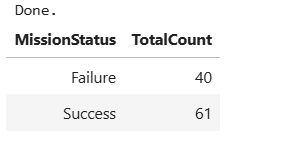 Done.
MissionStatus TotalCount
Failure 40
Success 61